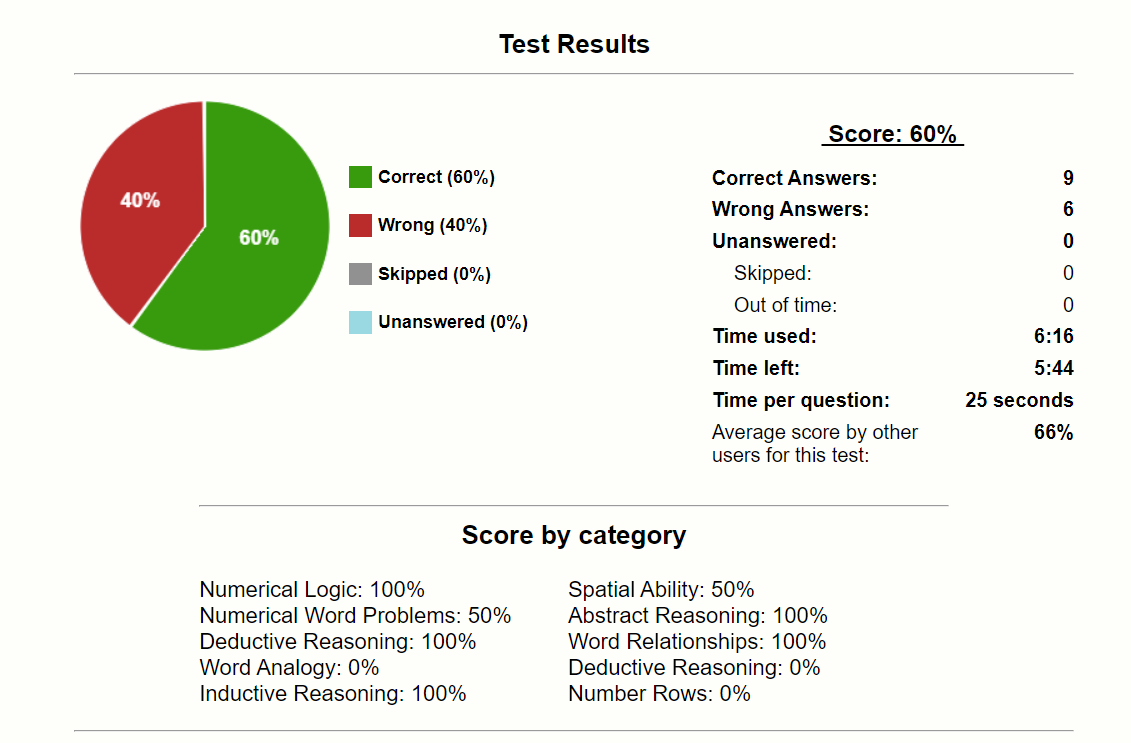 Test Results
40%
60%
Correct (60%)
Wrong (40%)
Skipped (0%)
Unanswered (0%)
Score: 60%
Correct Answers: 9
Wrong Answers: 6
Unanswered: 0
Skipped: 0
Out of time: 0
Time used: 6:16
Time left: 5:44
Time per question: 25 seconds
Average score by other 66%
users for this test:
Score by category
Numerical Logic: 100%
Numerical Word Problems: 50%
Deductive Reasoning: 100%
Word Analogy: 0%
Inductive Reasoning: 100%
Spatial Ability: 50%
Abstract Reasoning: 100%
Word Relationships: 100%
Deductive Reasoning: 0%
Number Rows: 0%